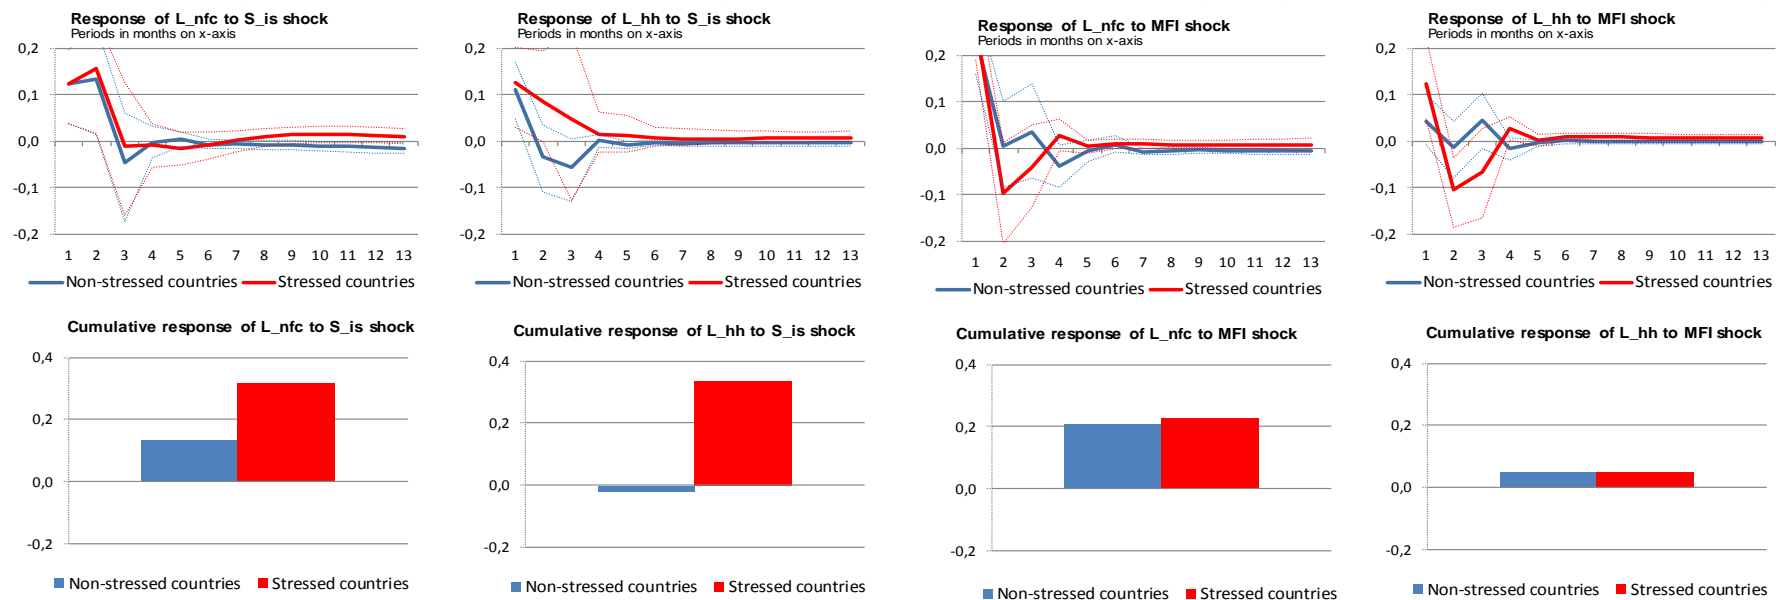 Response of L_nfc to S_is shock
Periods in months on x-axis
0,2
0,1
0,0
-0,1
-0,2
1 2 3 4 5 6 7 8 9 10 11 12 13
Non-stressed countries Stressed countries
Response of L_hh to S_is shock
Periods in months on x-axis
0,2
0,1
0,0
-0,1
-0,2
1 2 3 4 5 6 7 8 9 10 11 12 13
Non-stressed countries Stressed countries
Response of L_nfc to MFI shock
Periods in months on x-axis
0,2
0,1
0,0
-0,1
-0,2
1 2 3 4 5 6 7 8 9 10 11 12 13
Non-stressed countries Stressed countries
Response of L_hh to MFI shock
Periods in months on x-axis
0,2
0,1
0,0
-0,1
-0,2
1 2 3 4 5 6 7 8 9 10 11 12 13
Non-stressed countries Stressed countries
Cumulative response of L_nfc to S_is shock
0,4
0,2
0,0
-0,2
Non-stressed countries Stressed countries
Cumulative response of L_hh to S_is shock
0,4
0,2
0,0
-0,2
Non-stressed countries Stressed countries
Cumulative response of L_nfc to MFI shock
0,4
0,2
0,0
-0,2
Non-stressed countries Stressed countries
Cumulative response of L_hh to MFI shock
0,4
0,2
0,0
-0,2
Non-stressed countries Stressed countries